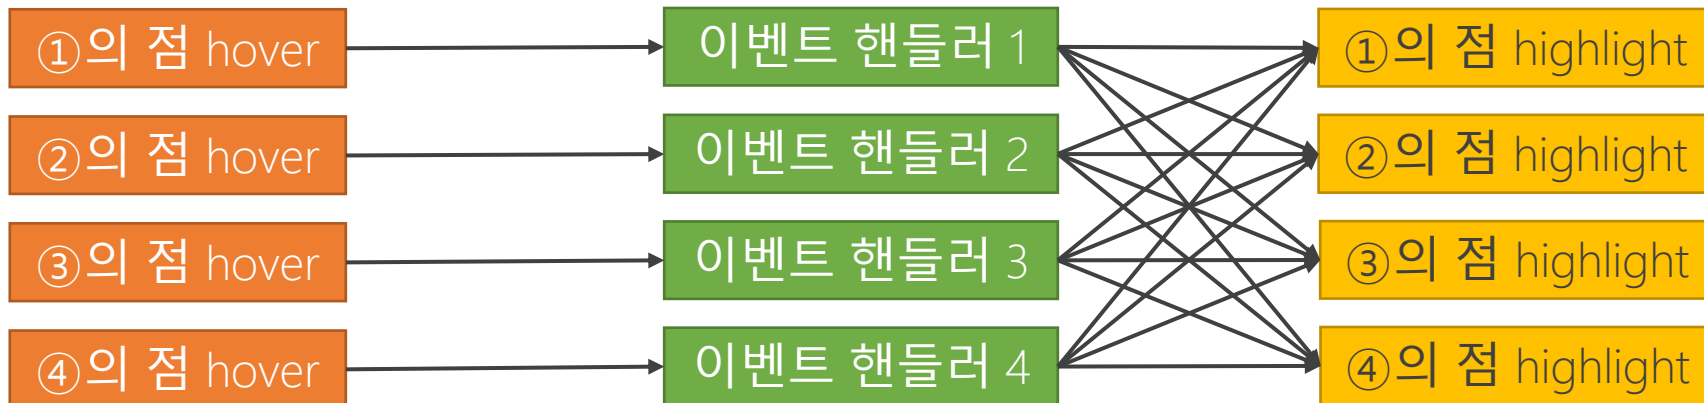 ①의 점 hover
이벤트 핸들러 1
①의 점 highlight
②의 점 hover
이벤트 핸들러 2
②의 점 highlight
③의 점 hover
이벤트 핸들러 3
③의 점 highlight
④의 점 hover
이벤트 핸들러 4
④의 점 highlight